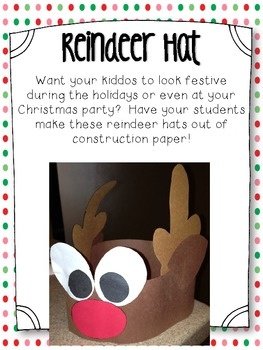 Reindeer Hat
Want your kiddos to look festive
during the holidays or even at your
Christmas party? Have your students
make these reindeer hats out of
construction paper!